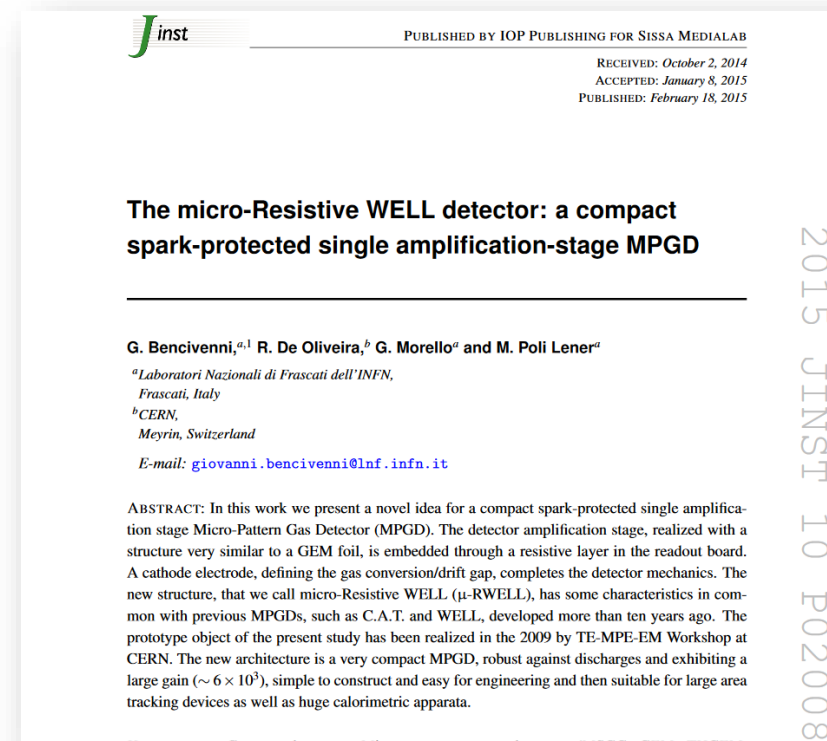 Jinst
PUBLISHED BY IOP PUBLISHING FOR SISSA MEDIALAB
RECEIVED: October 2, 2014
ACCEPTED: January 8, 2015
PUBLISHED: February 18, 2015
The micro-Resistive WELL detector: a compact
spark-protected single amplification-stage MPGD
G. Bencivenni,a,1 R. De Oliveira,b G. Morelloa and M. Poli Lenera
aLaboratori Nazionali di Frascati dell'INFN,
Frascati, Italy
bCERN,
Meyrin, Switzerland
E-mail: giovanni.bencivenni@lnf.infn.it
ABSTRACT: In this work we present a novel idea for a compact spark-protected single amplifica-
tion stage Micro-Pattern Gas Detector (MPGD). The detector amplification stage, realized with a
structure very similar to a GEM foil, is embedded through a resistive layer in the readout board.
A cathode electrode, defining the gas conversion/drift gap, completes the detector mechanics. The
new structure, that we call micro-Resistive WELL (μ-RWELL), has some characteristics in com-
mon with previous MPGDs, such as C.A.T. and WELL, developed more than ten years ago. The
prototype object of the present study has been realized in the 2009 by TE-MPE-EM Workshop at
CERN. The new architecture is a very compact MPGD, robust against discharges and exhibiting a
large gain (∼ 6 × 10³), simple to construct and easy for engineering and then suitable for large area
tracking devices as well as huge calorimetric apparata.
2015 JINST 10 P02008